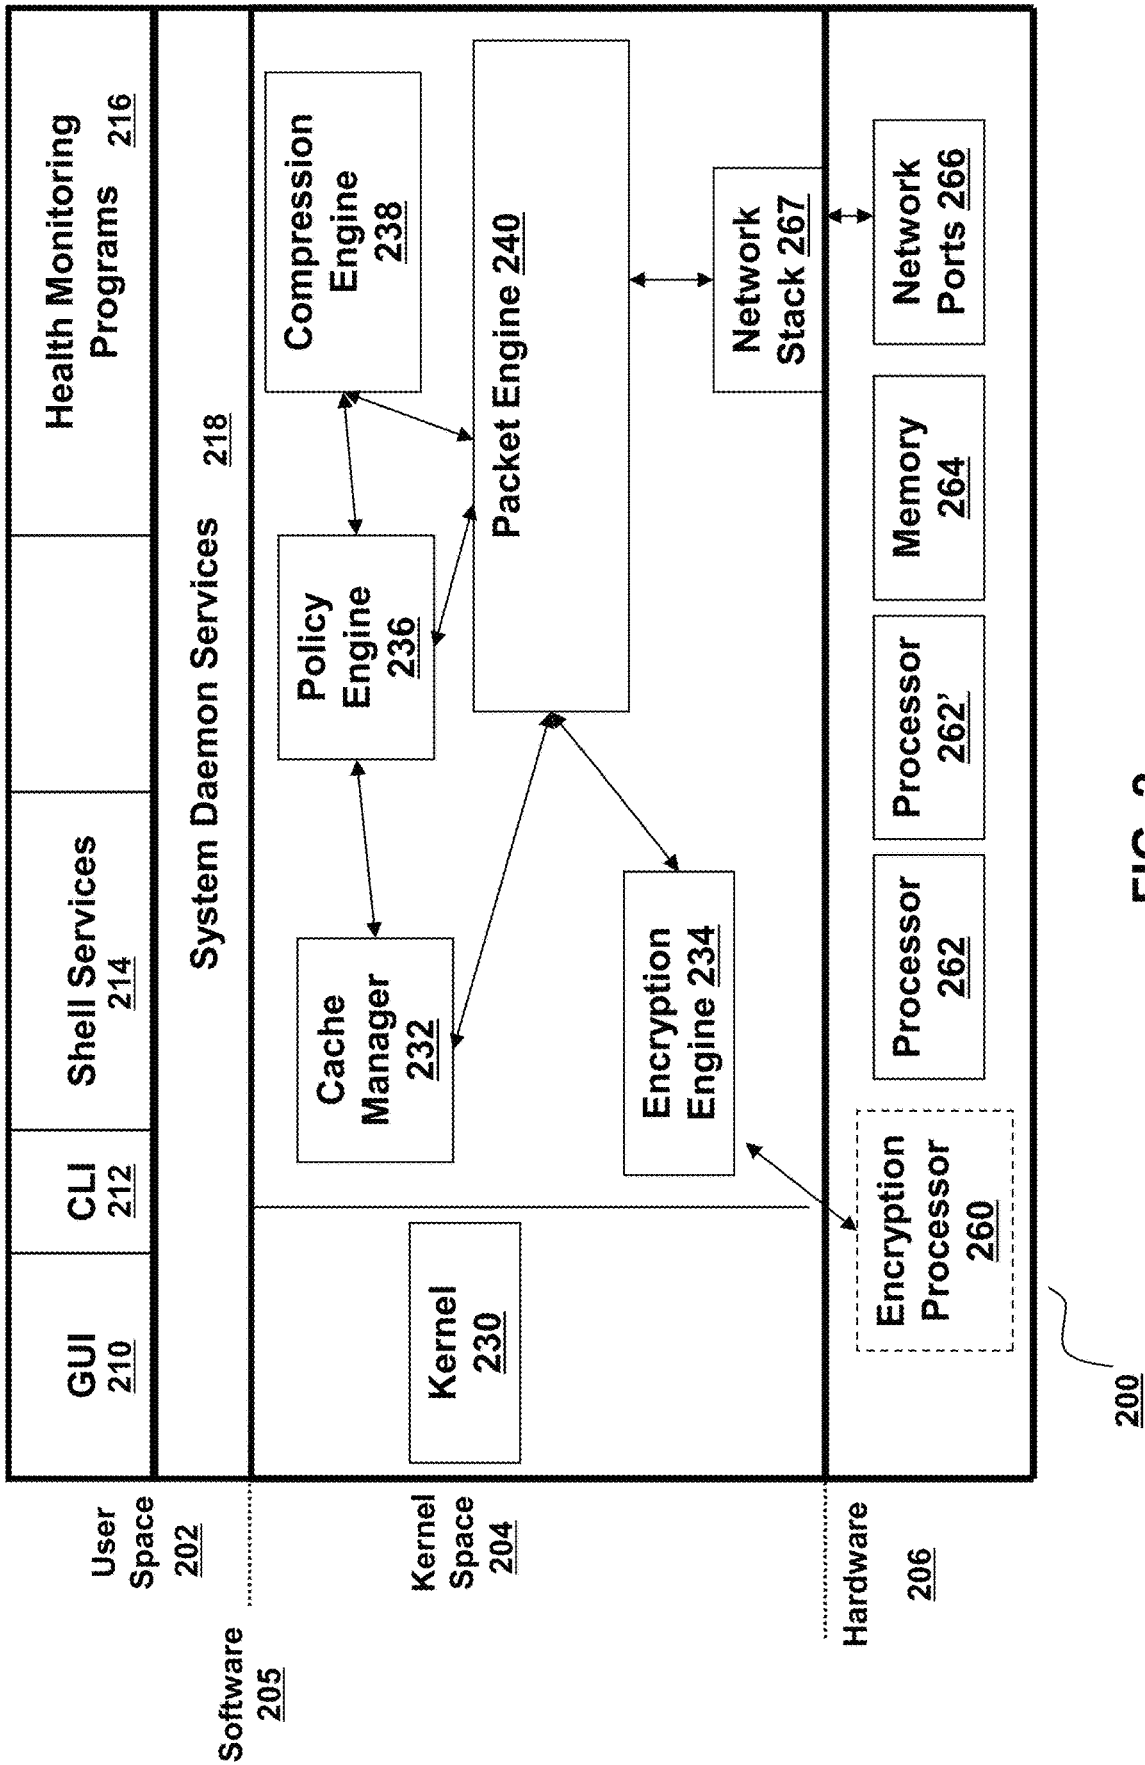 GUI
210
CLI
212
Shell Services
214
Health Monitoring
Programs
216
User
Space
202
System Daemon Services 218
Software
205
Kernel
Space
204
Kernel
230
Cache
Manager
232
Policy
Engine
236
Compression
Engine
238
Packet Engine 240
Encryption
Engine 234
Network
Stack 267
Hardware
206
Encryption
Processor
260
Processor
262
Processor
262'
Memory
264
Network
Ports 266
200